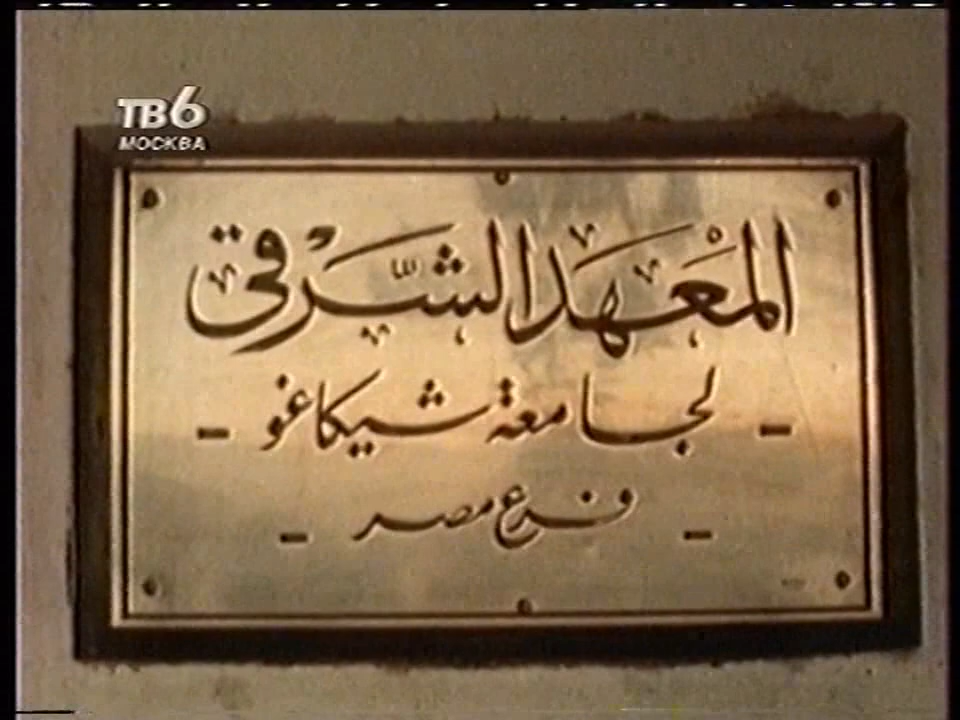 ТВ6
МОСКВА
المعهد الشرقي
- لجامعة شيكاغو -
- فرع مصر -